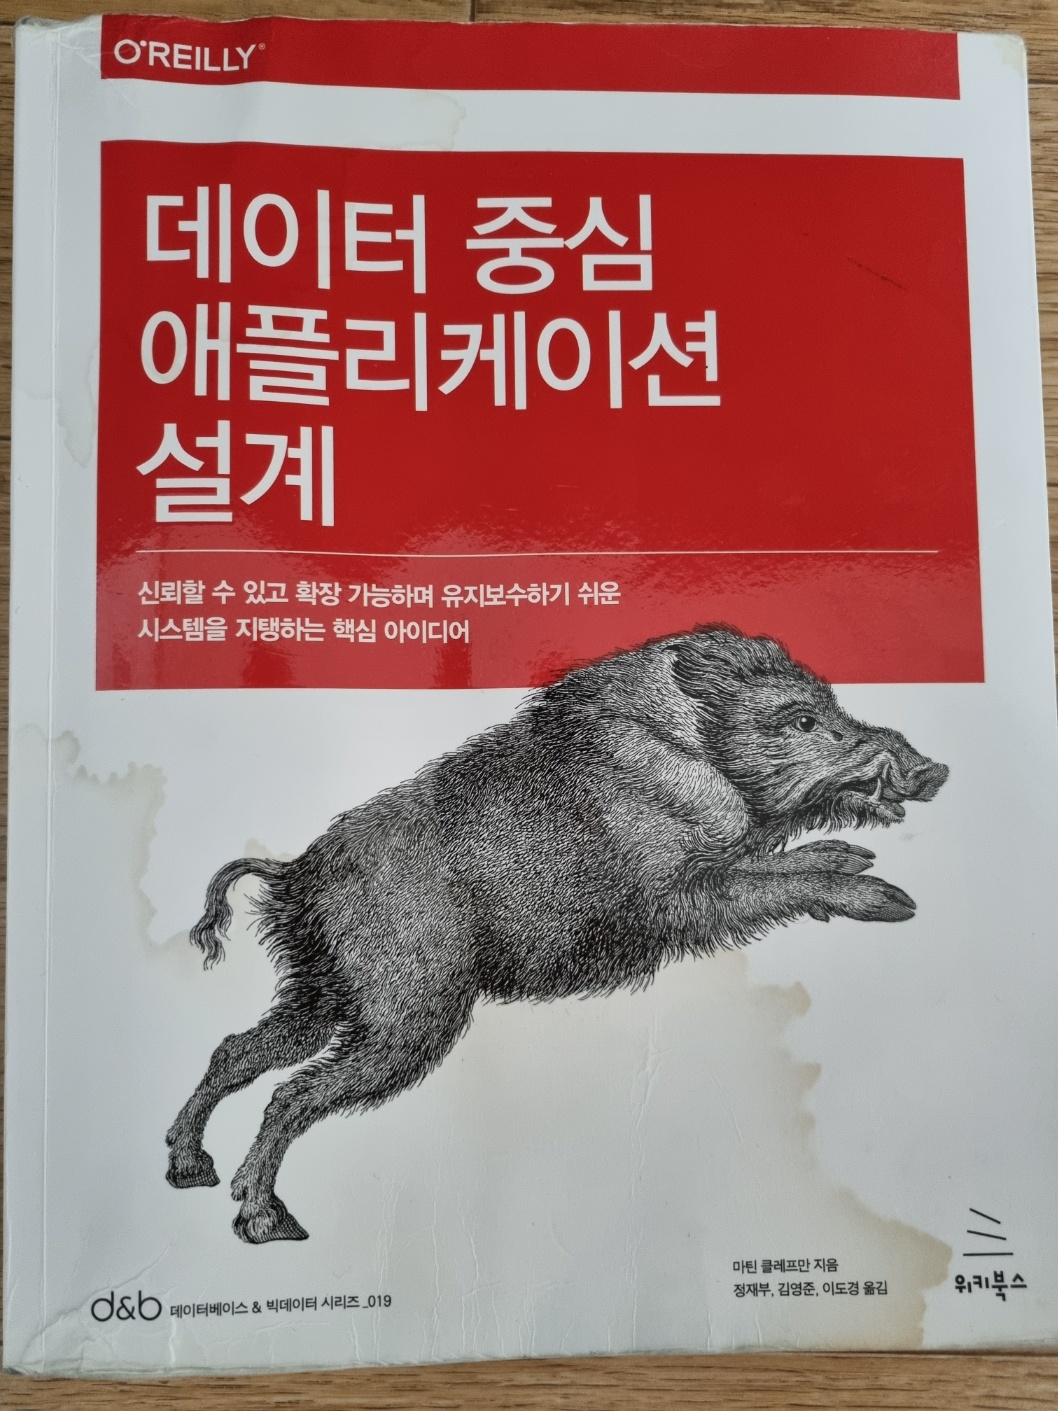 O'REILLY®
데이터 중심
애플리케이션
설계
신뢰할 수 있고 확장 가능하며 유지보수하기 쉬운
시스템을 지탱하는 핵심 아이디어
마틴 클레프만 지음
정재부, 김영준, 이도경 옮김
위키북스
d&b 데이터베이스 & 빅데이터 시리즈_019